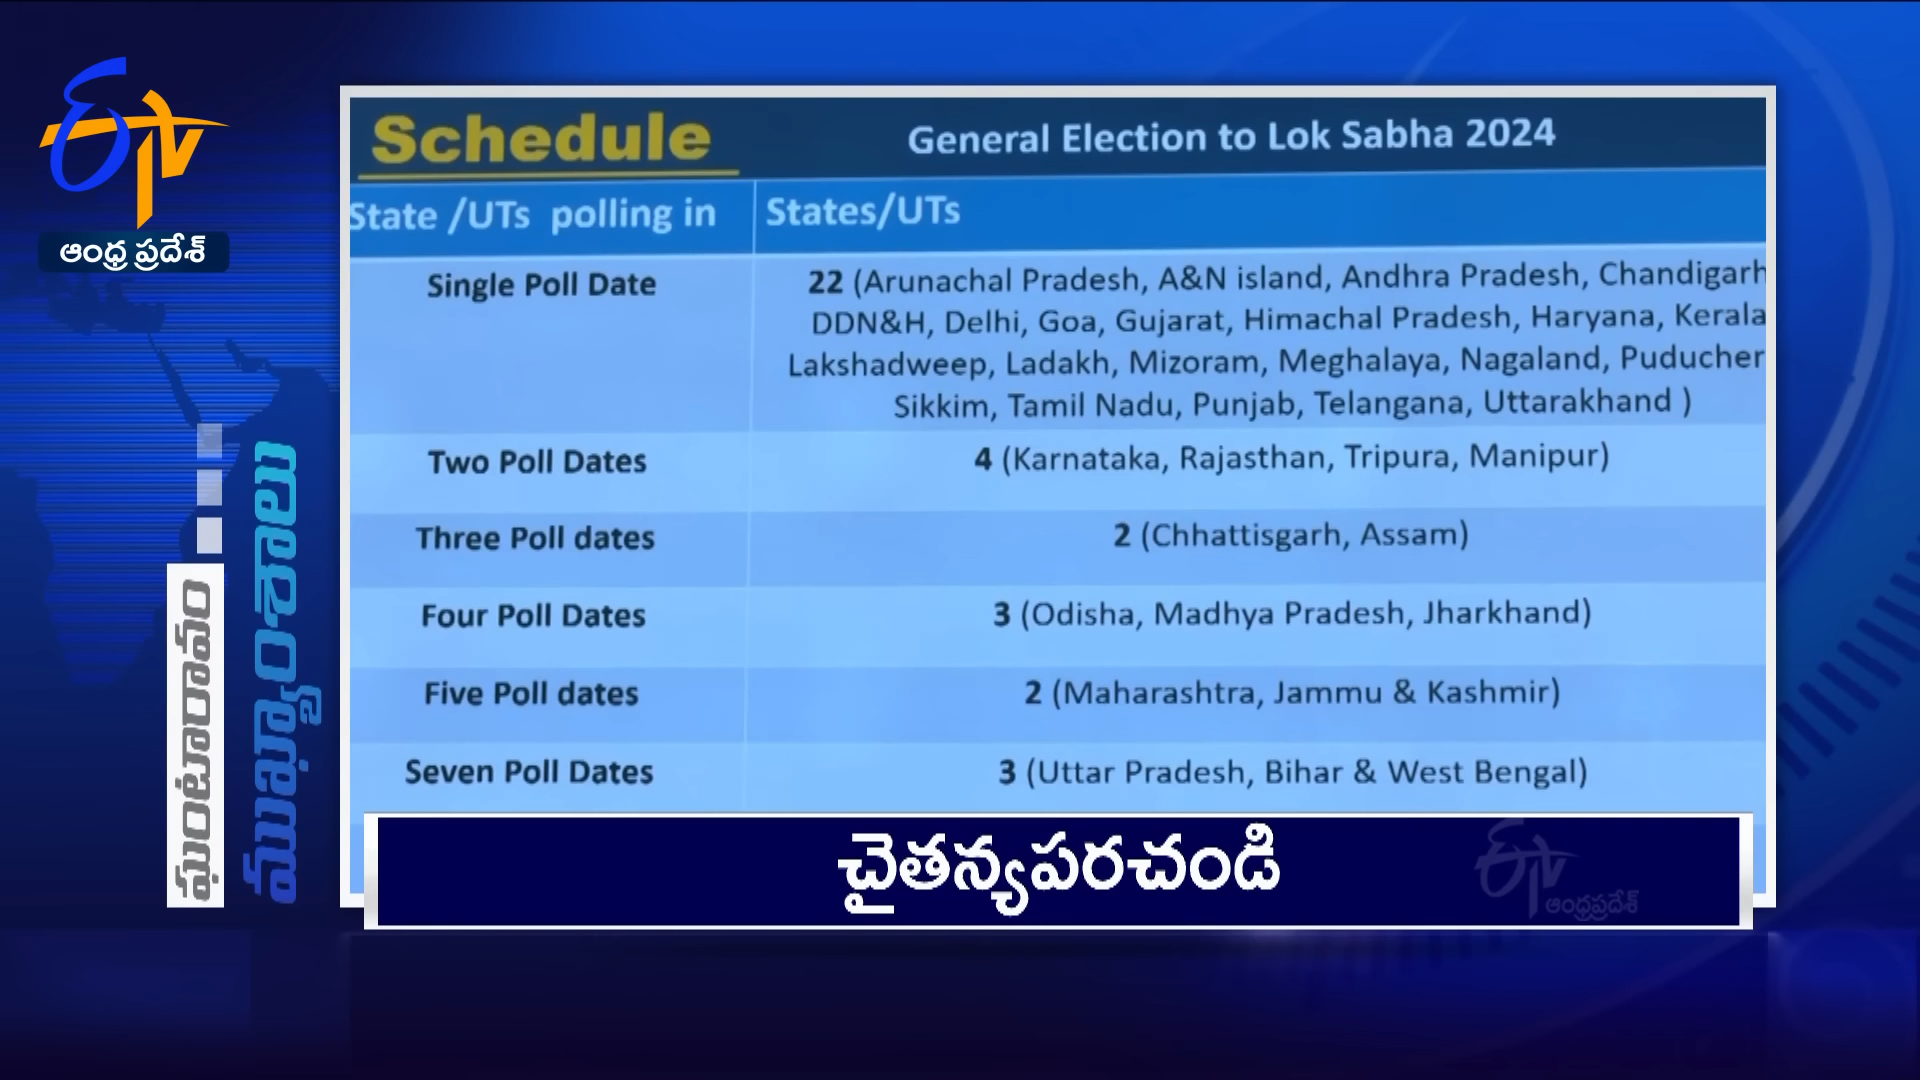 ETV
ఆంధ్ర ప్రదేశ్
Schedule
General Election to Lok Sabha 2024
State /UTs polling in
States/UTs
Single Poll Date
22 (Arunachal Pradesh, A&N island, Andhra Pradesh, Chandigarh
DDN&H, Delhi, Goa, Gujarat, Himachal Pradesh, Haryana, Kerala
Lakshadweep, Ladakh, Mizoram, Meghalaya, Nagaland, Puducher
Sikkim, Tamil Nadu, Punjab, Telangana, Uttarakhand )
Two Poll Dates
4 (Karnataka, Rajasthan, Tripura, Manipur)
Three Poll dates
2 (Chhattisgarh, Assam)
Four Poll Dates
3 (Odisha, Madhya Pradesh, Jharkhand)
Five Poll dates
2 (Maharashtra, Jammu & Kashmir)
Seven Poll Dates
3 (Uttar Pradesh, Bihar & West Bengal)
ఘంటారావం
ముఖ్యాంశాలు
చైతన్యపరచండి
ETV
ఆంధ్రప్రదేశ్